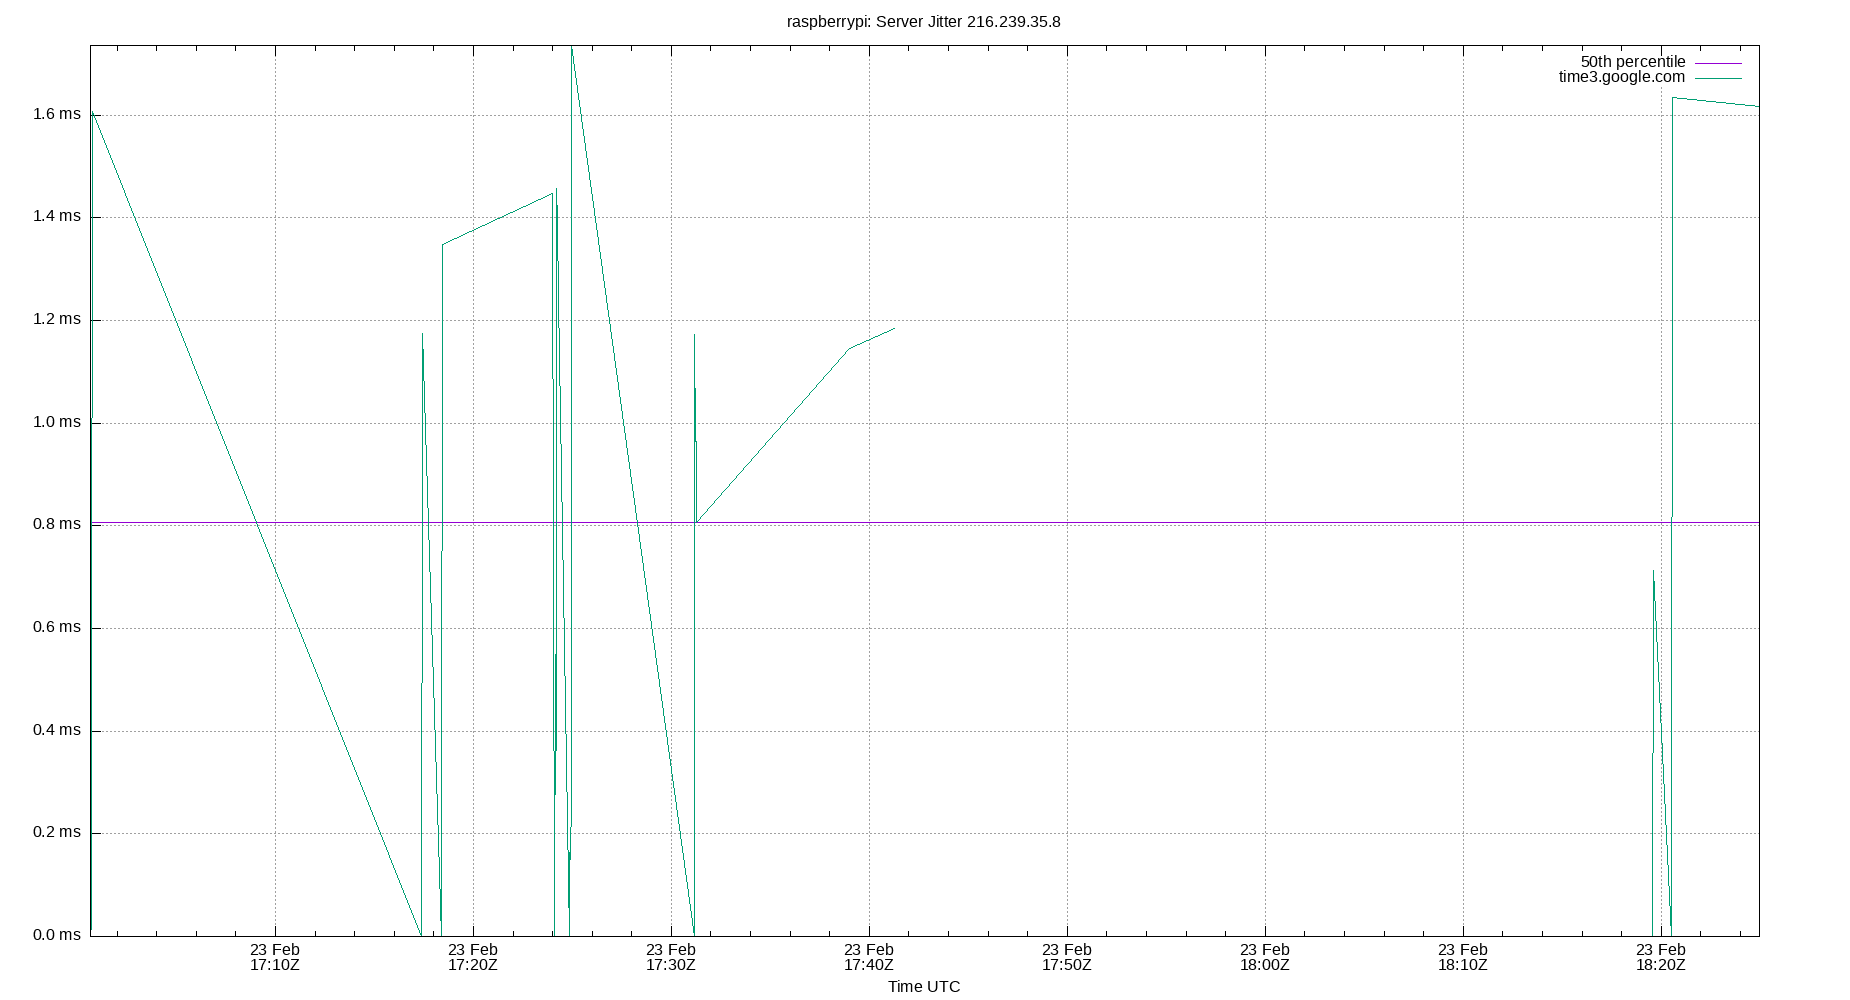 raspberrypi: Server Jitter 216.239.35.8
50th percentile
time3.google.com
1.6 ms
1.4 ms
1.2 ms
1.0 ms
0.8 ms
0.6 ms
0.4 ms
0.2 ms
0.0 ms
23 Feb 23 Feb 23 Feb 23 Feb 23 Feb 23 Feb 23 Feb 23 Feb
17:10Z 17:20Z 17:30Z 17:40Z 17:50Z 18:00Z 18:10Z 18:20Z
Time UTC